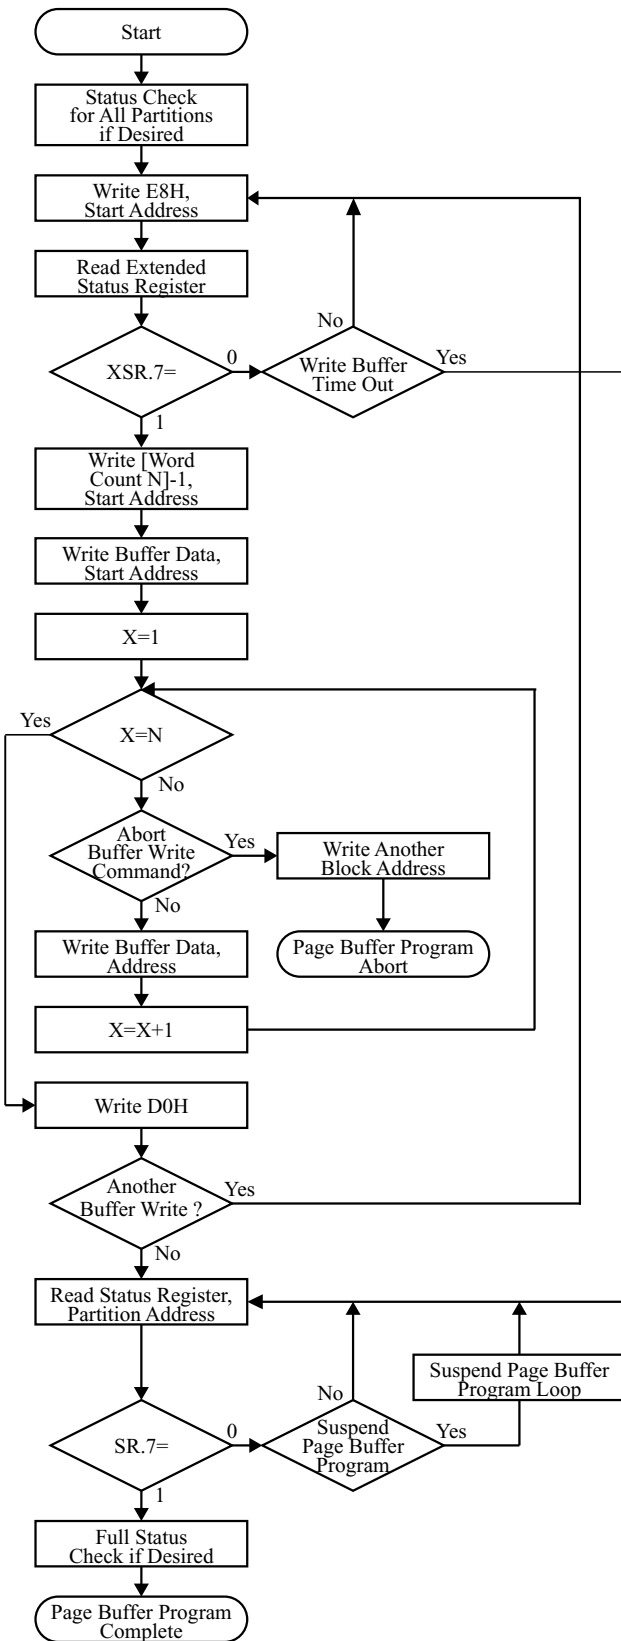 Start
Status Check
for All Partitions
if Desired
Write E8H,
Start Address
Read Extended
Status Register
XSR.7=
0
1
No
Write Buffer
Time Out
Yes
Write [Word
Count N]-1,
Start Address
Write Buffer Data,
Start Address
X=1
Yes
X=N
No
Abort
Buffer Write
Command?
Yes
No
Write Another
Block Address
Page Buffer Program
Abort
Write Buffer Data,
Address
X=X+1
Write D0H
Another
Buffer Write ?
Yes
No
Read Status Register,
Partition Address
Suspend Page Buffer
Program Loop
No
SR.7=
0
1
Suspend
Page Buffer
Program
Yes
Full Status
Check if Desired
Page Buffer Program
Complete